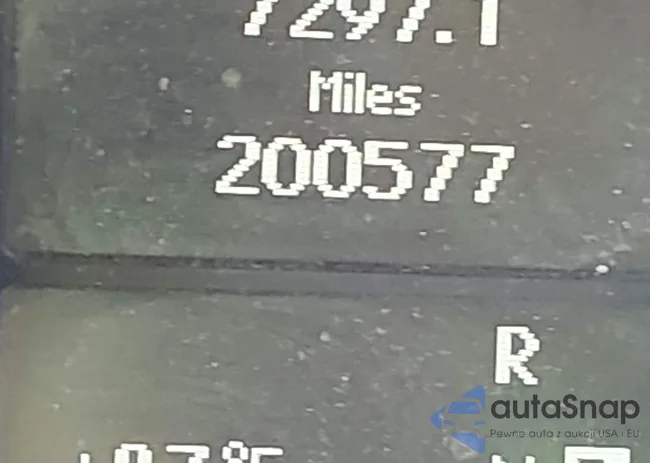 7297.1
Miles
200577
R
autaSnap
Pewne auta z aukcji USA i EU